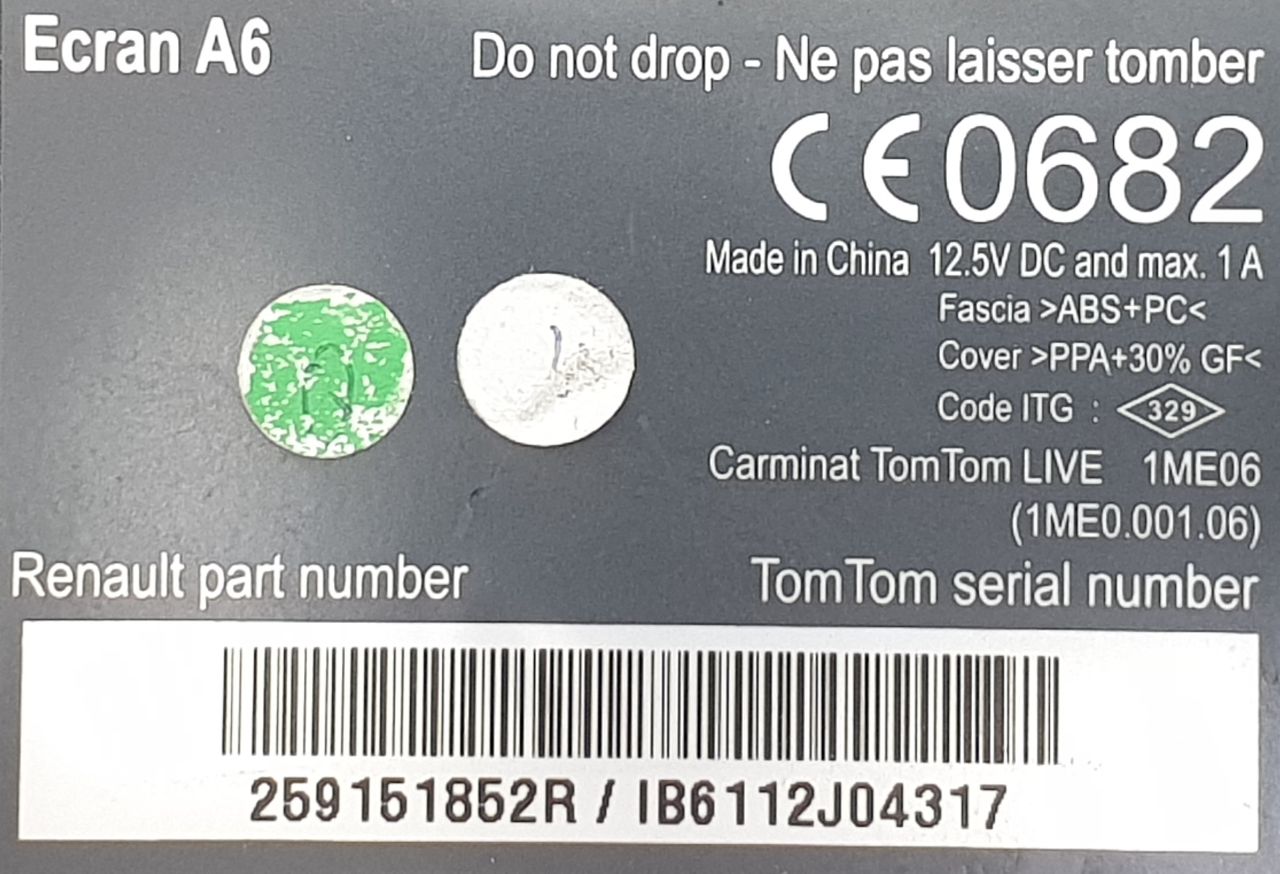 Ecran A6
Do not drop - Ne pas laisser tomber
CE0682
Made in China 12.5V DC and max. 1 A
Fascia >ABS+PC<
Cover >PPA+30% GF<
Code ITG : 329
Carminat TomTom LIVE 1ME06
(1ME0.001.06)
Renault part number
TomTom serial number
259151852R / IB6112J04317